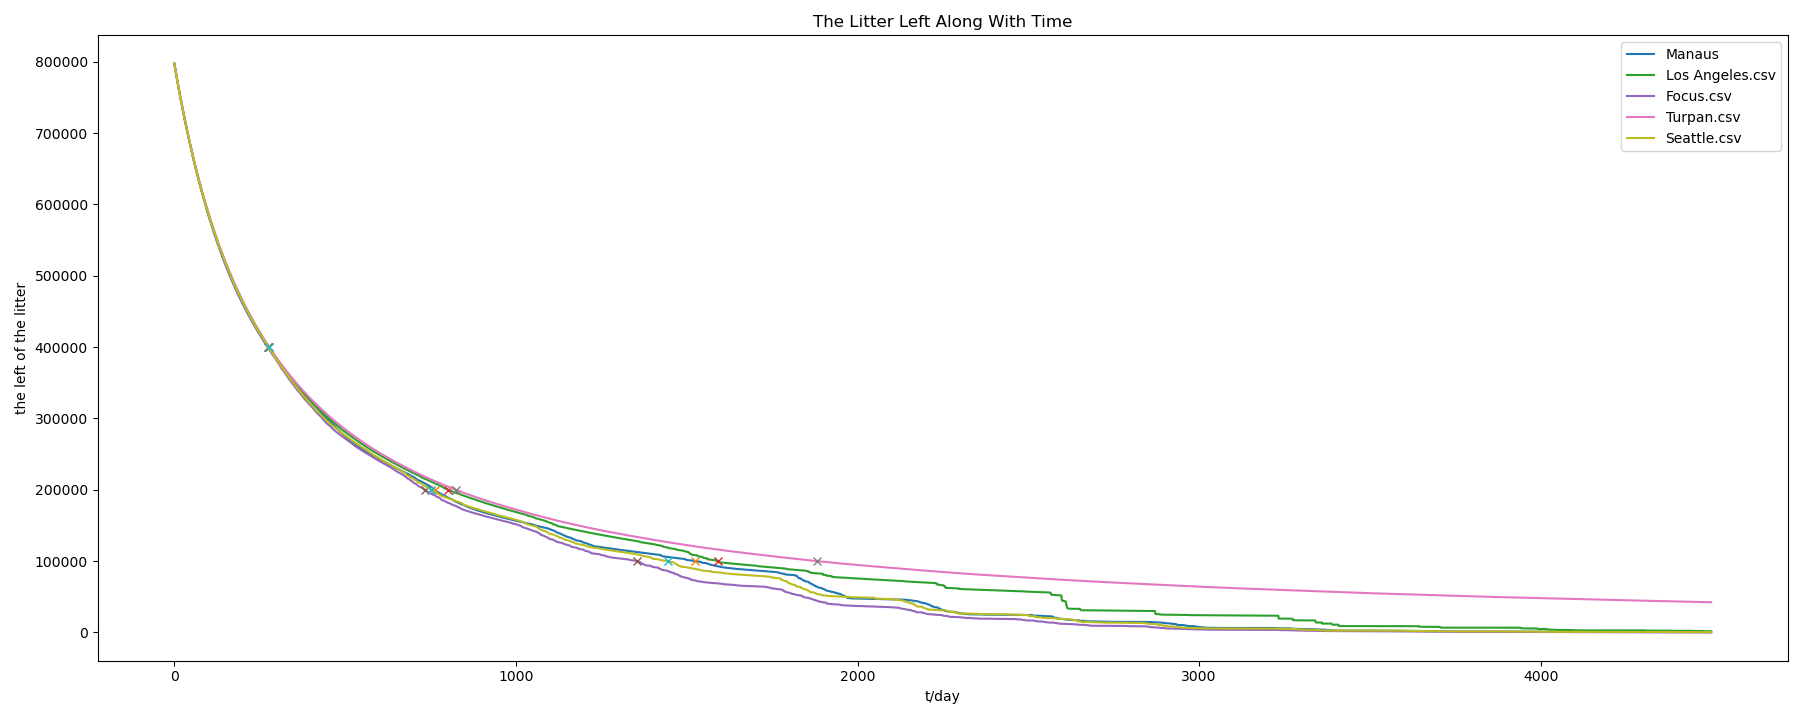 The Litter Left Along With Time
800000
700000
600000
500000
400000
300000
200000
100000
0
the left of the litter
0 1000 2000 3000 4000
t/day
Manaus
Los Angeles.csv
Focus.csv
Turpan.csv
Seattle.csv